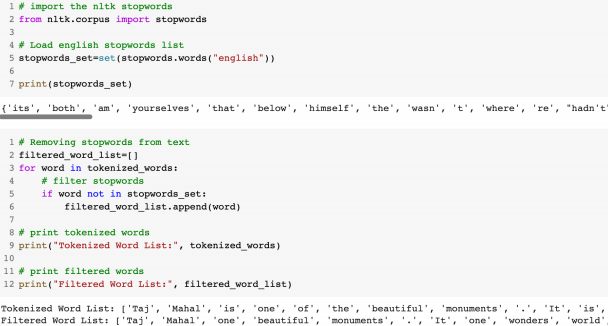 1 # import the nltk stopwords
2 from nltk.corpus import stopwords
3
4 # Load english stopwords list
5 stopwords_set=set(stopwords.words("english"))
6
7 print(stopwords_set)
{'its', 'both', 'am', 'yourselves', 'that', 'below', 'himself', 'the', 'wasn', 't', 'where', 're', "hadn't"
1 # Removing stopwords from text
2 filtered_word_list=[]
3 for word in tokenized_words:
4     # filter stopwords
5     if word not in stopwords_set:
6         filtered_word_list.append(word)
7
8 # print tokenized words
9 print("Tokenized Word List:", tokenized_words)
10
11 # print filtered words
12 print("Filtered Word List:", filtered_word_list)
Tokenized Word List: ['Taj', 'Mahal', 'is', 'one', 'of', 'the', 'beautiful', 'monuments', '.', 'It', 'is',
Filtered Word List: ['Taj', 'Mahal', 'one', 'beautiful', 'monuments', '.', 'It', 'one', 'wonders', 'world',